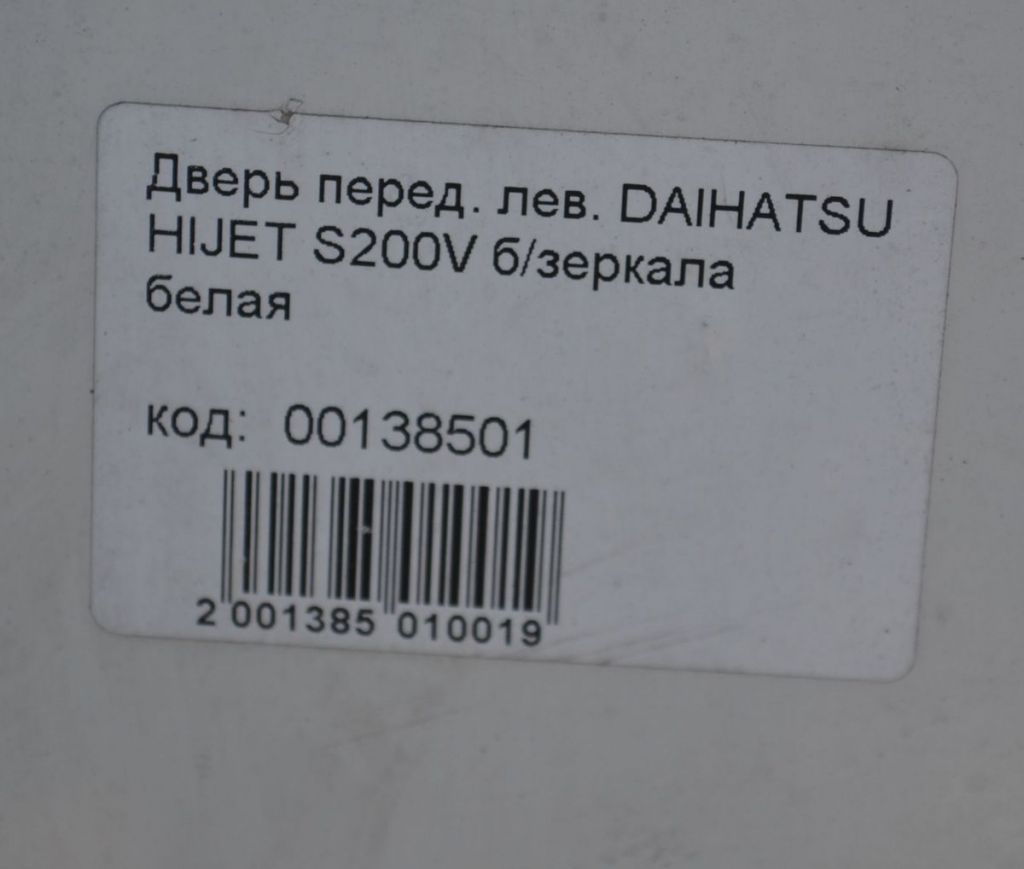 Дверь перед. лев. DAIHATSU
HIJET S200V б/зеркала
белая
код: 00138501
2 001385 010019